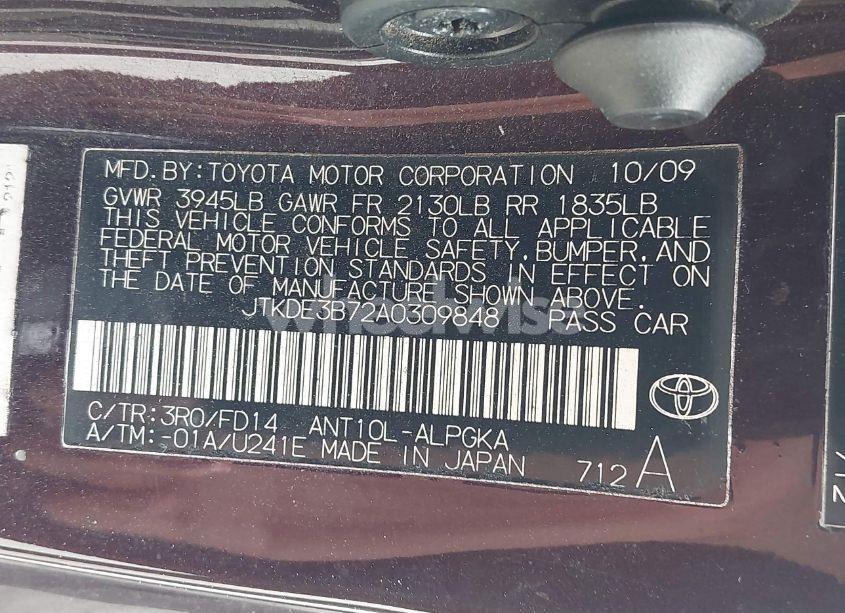 MFD.BY:TOYOTA MOTOR CORPORATION 10/09
GVWR 3945LB GAWR FR 2130LB RR 1835LB
THIS VEHICLE CONFORMS TO ALL APPLICABLE
FEDERAL MOTOR VEHICLE SAFETY, BUMPER, AND
THEFT PREVENTION STANDARDS IN EFFECT ON
THE DATE OF MANUFACTURE SHOWN ABOVE.
JTKDE3B72A0309848 PASS CAR
C/TR:3R0/FD14 ANT10L-ALPGKA
A/TM:-01A/U241E MADE IN JAPAN 712 A